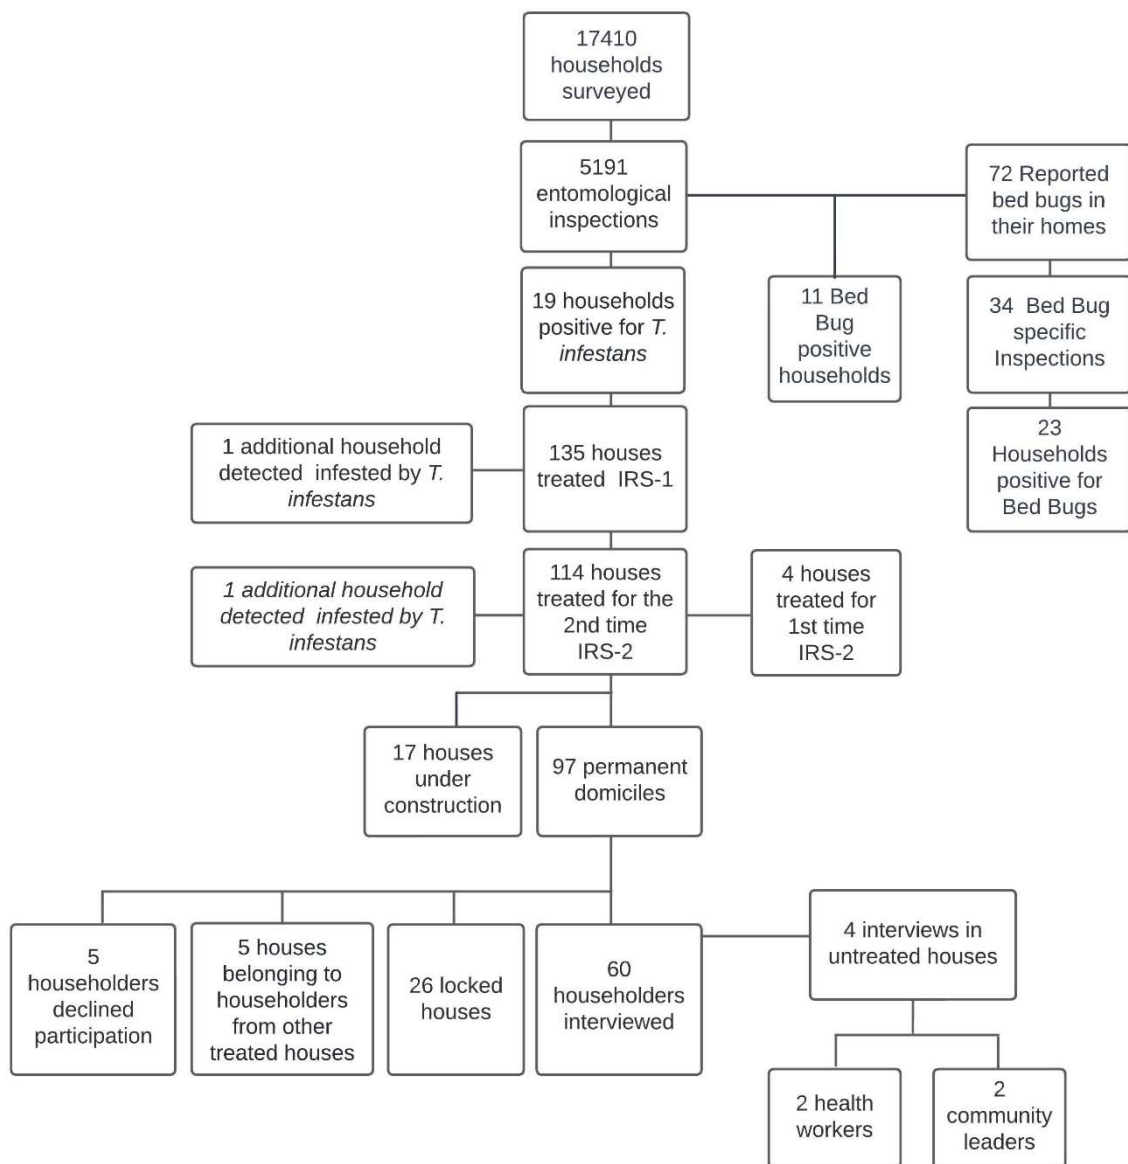 17410
households
surveyed
5191
entomological
inspections
72 Reported
bed bugs in
their homes
19 households
positive for T.
infestans
11 Bed
Bug
positive
households
34 Bed Bug
specific
Inspections
23
Households
positive for
Bed Bugs
1 additional household
detected infested by T.
infestans
135 houses
treated IRS-1
1 additional household
detected infested by T.
infestans
114 houses
treated for the
2nd time
IRS-2
4 houses
treated for
1st time
IRS-2
17 houses
under
construction
97 permanent
domiciles
5
householders
declined
participation
5 houses
belonging to
householders
from other
treated houses
26 locked
houses
60
householders
interviewed
4 interviews in
untreated houses
2 health
workers
2
community
leaders